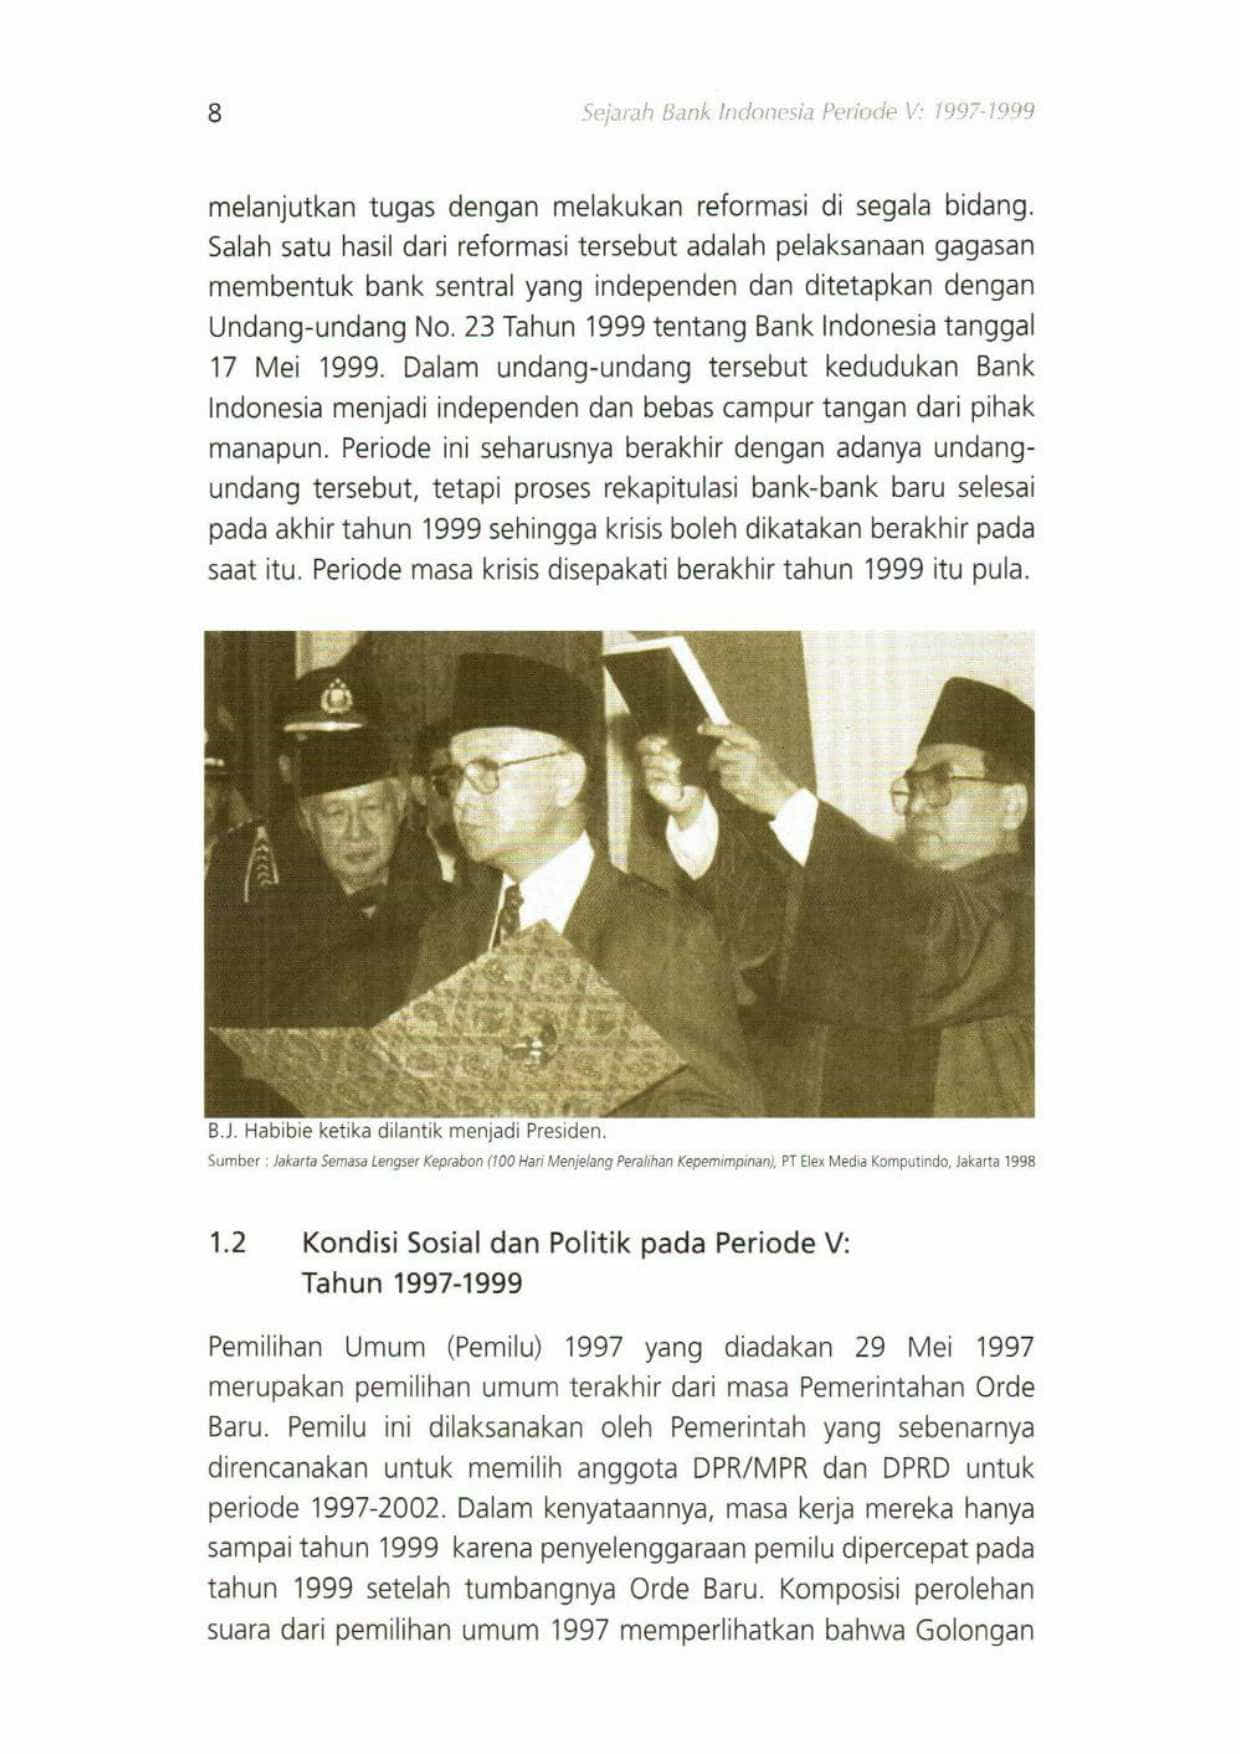 8
Sejarah Bank Indonesia Periode V: 1997-1999
melanjutkan tugas dengan melakukan reformasi di segala bidang.
Salah satu hasil dari reformasi tersebut adalah pelaksanaan gagasan
membentuk bank sentral yang independen dan ditetapkan dengan
Undang-undang No. 23 Tahun 1999 tentang Bank Indonesia tanggal
17 Mei 1999. Dalam undang-undang tersebut kedudukan Bank
Indonesia menjadi independen dan bebas campur tangan dari pihak
manapun. Periode ini seharusnya berakhir dengan adanya undang-
undang tersebut, tetapi proses rekapitulasi bank-bank baru selesai
pada akhir tahun 1999 sehingga krisis boleh dikatakan berakhir pada
saat itu. Periode masa krisis disepakati berakhir tahun 1999 itu pula.
B.J. Habibie ketika dilantik menjadi Presiden.
Sumber : Jakarta Semasa Lengser Keprabon (100 Hari Menjelang Peralihan Kepemimpinan), PT Elex Media Komputindo, Jakarta 1998
1.2 Kondisi Sosial dan Politik pada Periode V:
Tahun 1997-1999
Pemilihan Umum (Pemilu) 1997 yang diadakan 29 Mei 1997
merupakan pemilihan umum terakhir dari masa Pemerintahan Orde
Baru. Pemilu ini dilaksanakan oleh Pemerintah yang sebenarnya
direncanakan untuk memilih anggota DPR/MPR dan DPRD untuk
periode 1997-2002. Dalam kenyataannya, masa kerja mereka hanya
sampai tahun 1999 karena penyelenggaraan pemilu dipercepat pada
tahun 1999 setelah tumbangnya Orde Baru. Komposisi perolehan
suara dari pemilihan umum 1997 memperlihatkan bahwa Golongan